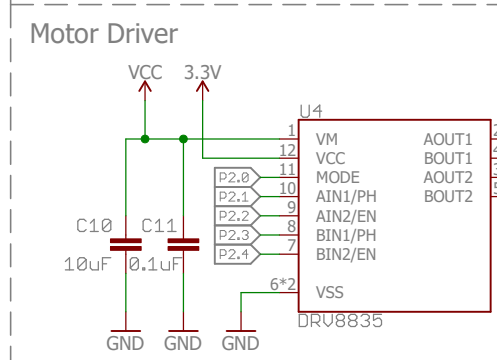 Motor Driver
VCC 3.3V
U4
1 VM AOUT1
12 VCC BOUT1
P2.0 11 MODE AOUT2
P2.1 10 AIN1/PH BOUT2
P2.2 9 AIN2/EN
P2.3 8 BIN1/PH
P2.4 7 BIN2/EN
C10 C11
10uF 0.1uF
6*2 VSS
DRV8835
GND GND GND